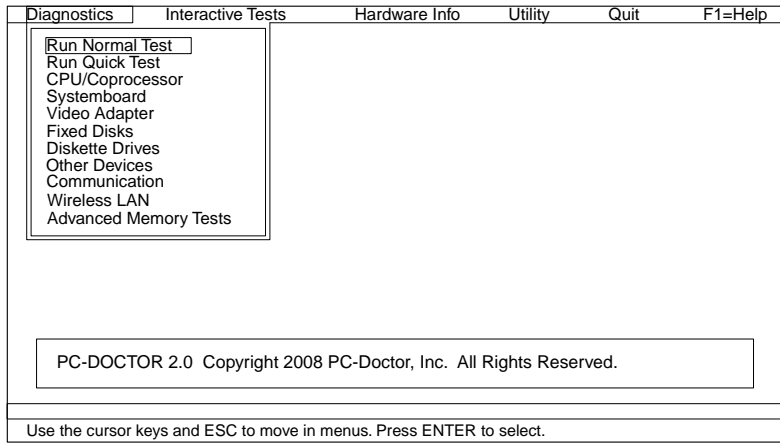 Diagnostics Interactive Tests Hardware Info Utility Quit F1=Help
Run Normal Test
Run Quick Test
CPU/Coprocessor
Systemboard
Video Adapter
Fixed Disks
Diskette Drives
Other Devices
Communication
Wireless LAN
Advanced Memory Tests
PC-DOCTOR 2.0 Copyright 2008 PC-Doctor, Inc. All Rights Reserved.
Use the cursor keys and ESC to move in menus. Press ENTER to select.